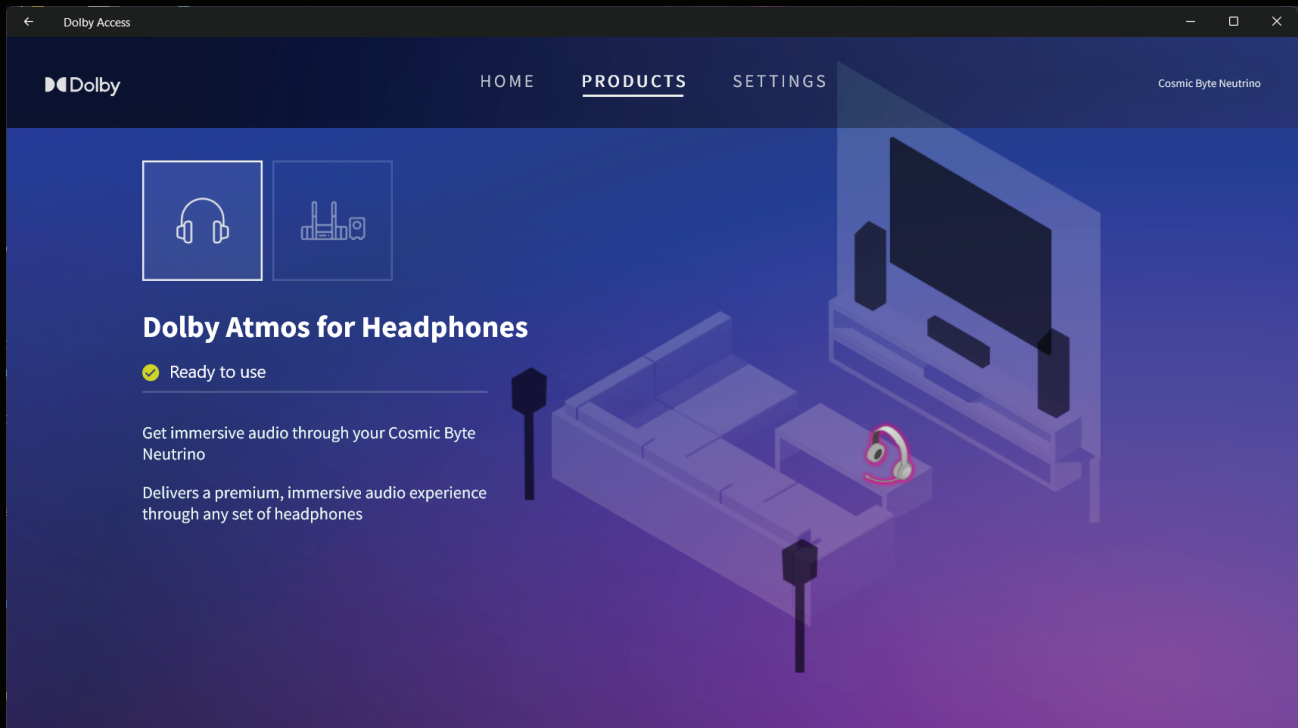 Dolby Access
Dolby
HOME
PRODUCTS
SETTINGS
Cosmic Byte Neutrino
Dolby Atmos for Headphones
Ready to use
Get immersive audio through your Cosmic Byte
Neutrino
Delivers a premium, immersive audio experience
through any set of headphones